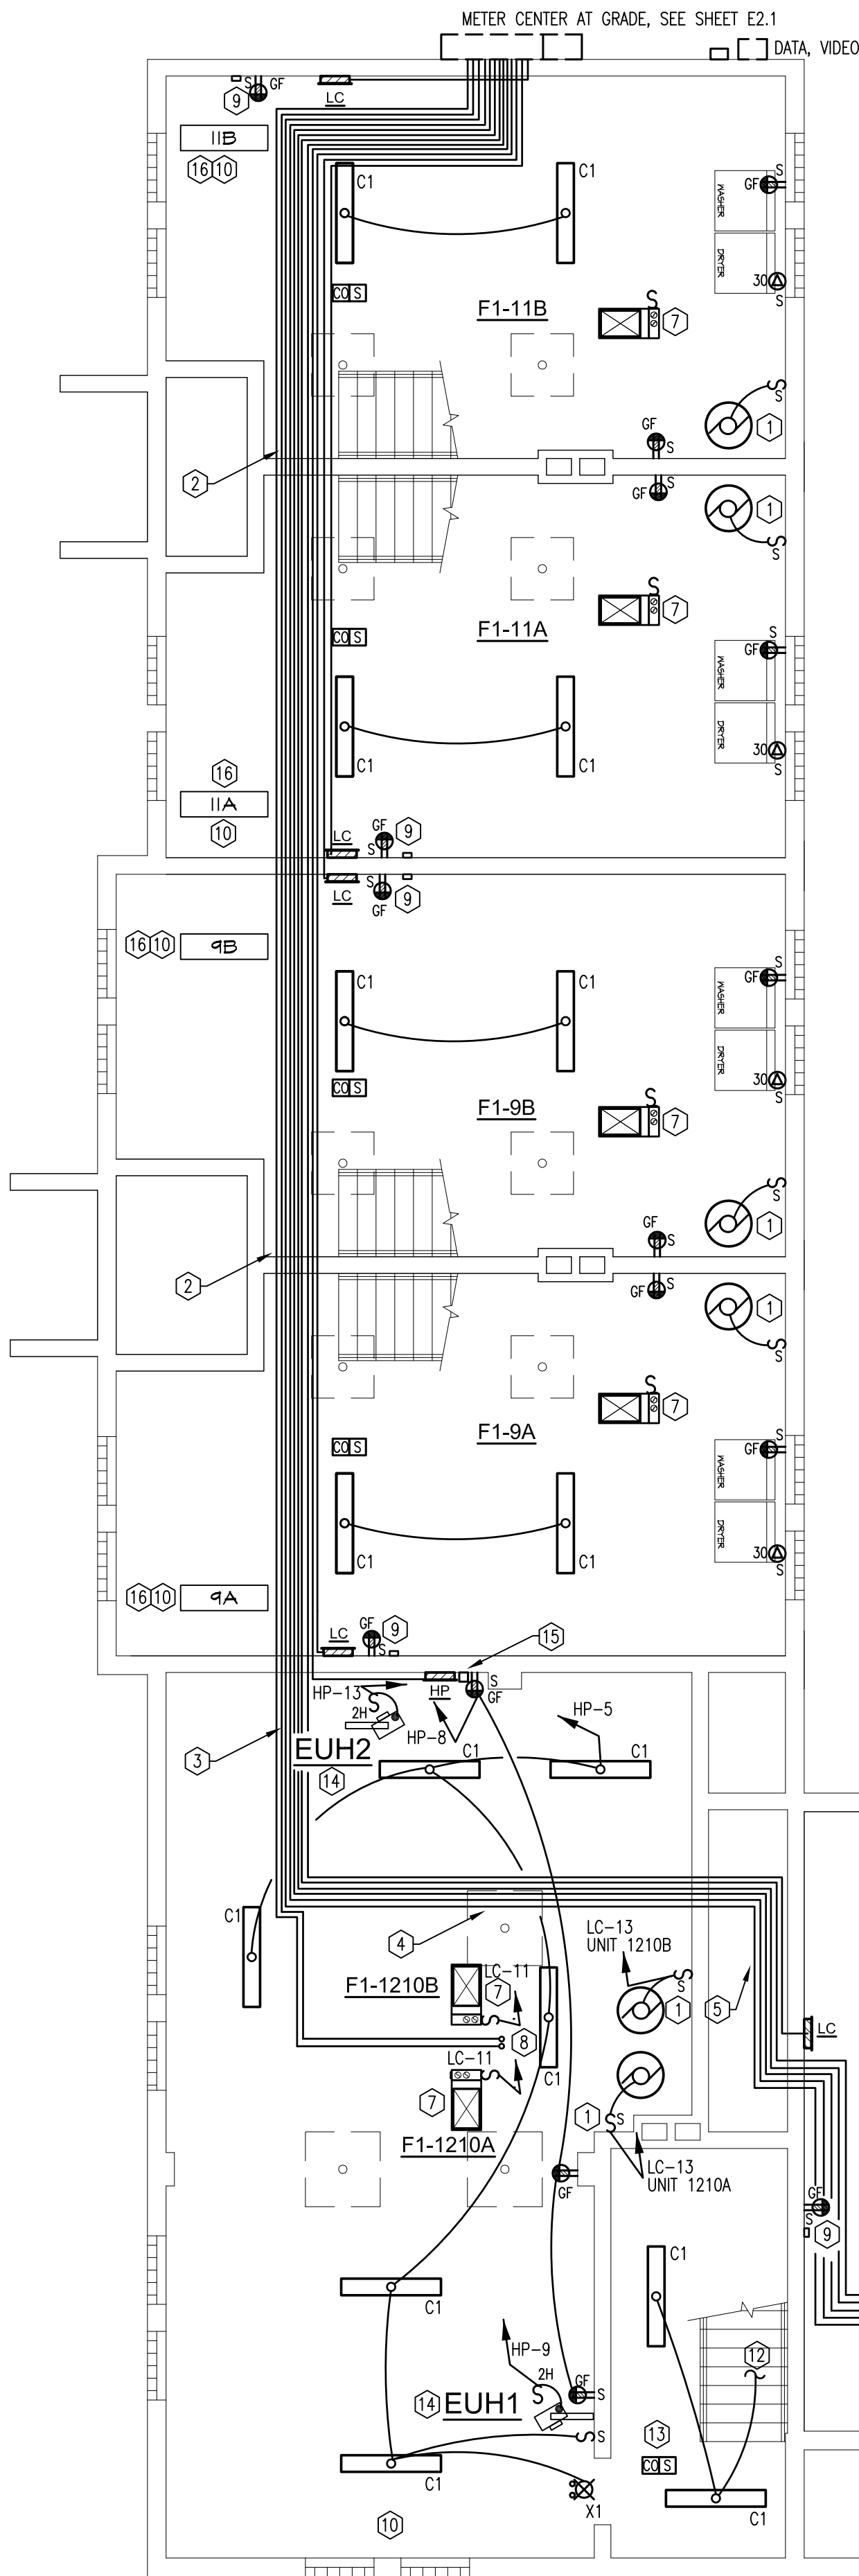 METER CENTER AT GRADE, SEE SHEET E2.1
DATA, VIDEO
S GF
9
LC
11B
16 10
C1 C1
GF S
WASHER
DRYER
30
S
CO S
F1-11B
S
7
S
1
GF
S
2
S
GF
1
S
S
7
F1-11A
CO S
S
GF
WASHER
DRYER
30
S
C1 C1
16
11A
10
LC
GF
S
9
LC
S
GF
9
16 10
9B
C1 C1
S
GF
WASHER
DRYER
30
S
CO S
F1-9B
S
7
S
1
GF
S
2
S
GF
1
S
S
7
F1-9A
CO S
S
GF
WASHER
DRYER
30
S
C1 C1
16 10
9A
LC
GF
S
9
15
HP-13
HP
S
GF
2H
HP-8
HP-5
3
EUH2
14
C1 C1
C1
4
LC-13
UNIT 1210B
F1-1210B
7
LC-11
S
1
5
LC
8
LC-11
C1
7
1
S
F1-1210A
LC-13
UNIT 1210A
GF
GF
S
9
C1
C1
HP-9
2H
12
14
EUH1
GF
S
S
13
CO S
C1
X1
C1
10